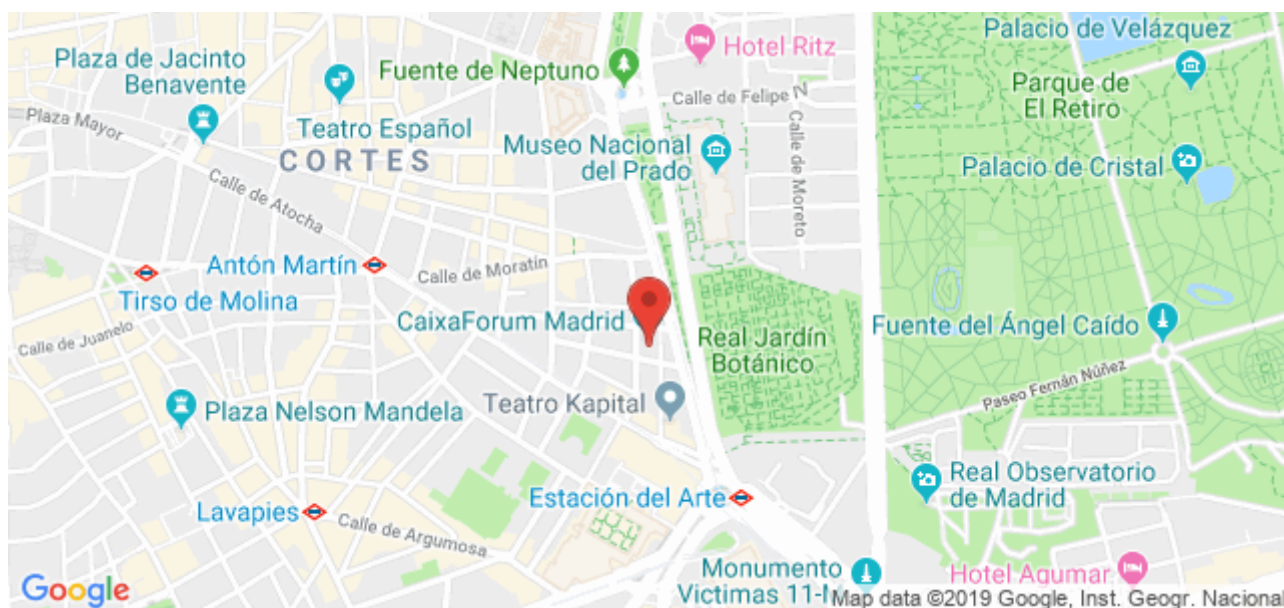 Palacio de Velázquez
Hotel Ritz
Plaza de Jacinto
Benavente
Fuente de Neptuno
Parque de
El Retiro
Calle de Felipe
Plaza Mayor
Teatro Español
CORTES
Museo Nacional
del Prado
Calle de Moreto
Palacio de Cristal
Calle de Atocha
Antón Martín
Calle de Moratín
Tirso de Molina
CaixaForum Madrid
Fuente del Ángel Caído
Calle de Juanelo
Real Jardín
Botánico
Paseo Fernán Núñez
Plaza Nelson Mandela
Teatro Kapital
Real Observatorio
de Madrid
Estación del Arte
Lavapies
Calle de Argumosa
Monumento
Victimas 11-
Hotel Agumar
Google
Map data ©2019 Google, Inst. Geogr. Naciona